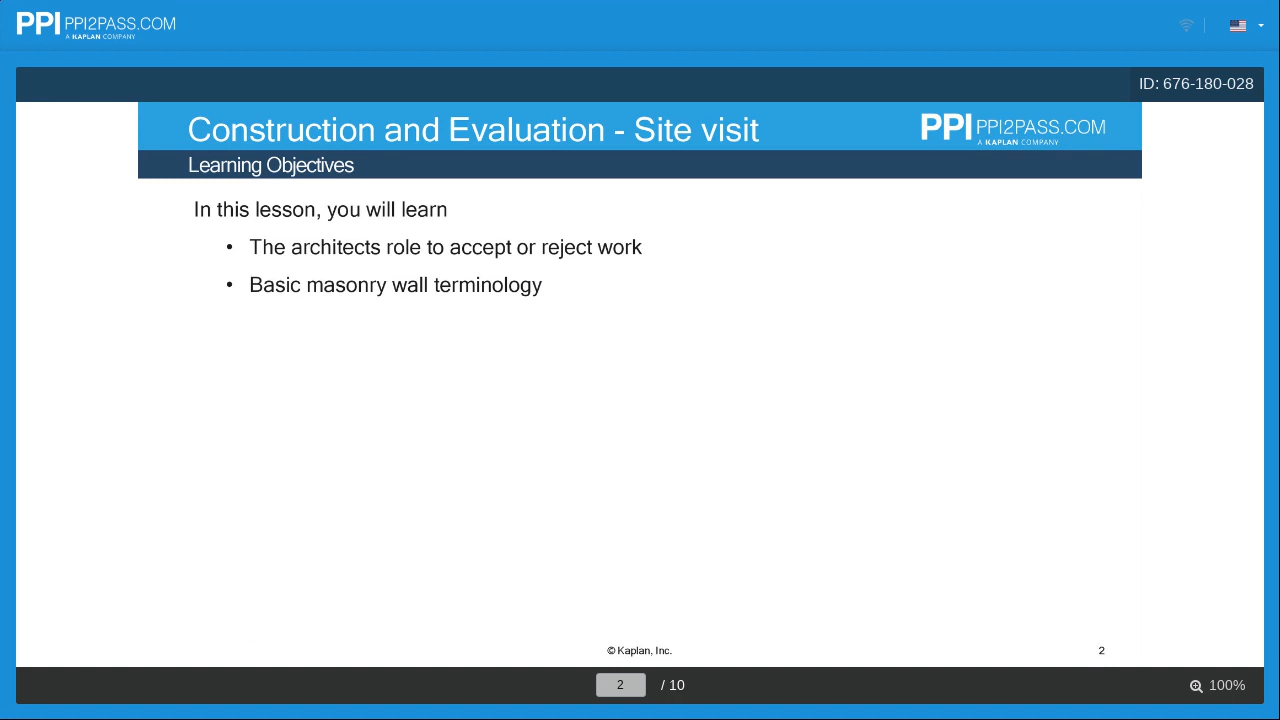 PPI PPI2PASS.COM
A KAPLAN COMPANY
ID: 676-180-028
Construction and Evaluation - Site visit
PPI PPI2PASS.COM
A KAPLAN COMPANY
Learning Objectives
In this lesson, you will learn
• The architects role to accept or reject work
• Basic masonry wall terminology
© Kaplan, Inc.
2
2 / 10
100%